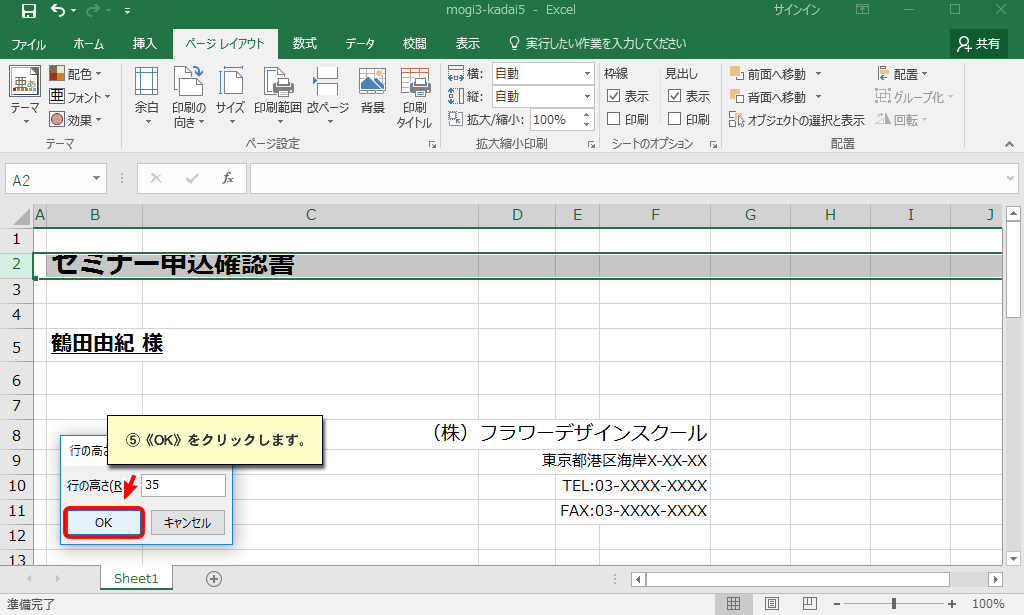 mogi3-kadai5 - Excel
サインイン
ファイル ホーム 挿入 ページ レイアウト 数式 データ 校閲 表示 実行したい作業を入力してください 共有
テーマ
配色
フォント
効果
テーマ
余白
印刷の
向き
サイズ
印刷範囲
改ページ
背景
印刷
タイトル
ページ設定
横: 自動
縦: 自動
拡大/縮小: 100%
拡大縮小印刷
枠線
表示
印刷
見出し
表示
印刷
シートのオプション
前面へ移動
背面へ移動
オブジェクトの選択と表示
配置
グループ化
回転
配置
A2
fx
A B C D E F G H I J
1
2 セミナー申込確認書
3
4
5 鶴田由紀 様
6
7
8 （株）フラワーデザインスクール
9 東京都港区海岸X-XX-XX
10 TEL:03-XXXX-XXXX
11 FAX:03-XXXX-XXXX
12
13
⑤《OK》をクリックします。
行の高さ
行の高さ(R 35
OK キャンセル
Sheet1
準備完了
100%